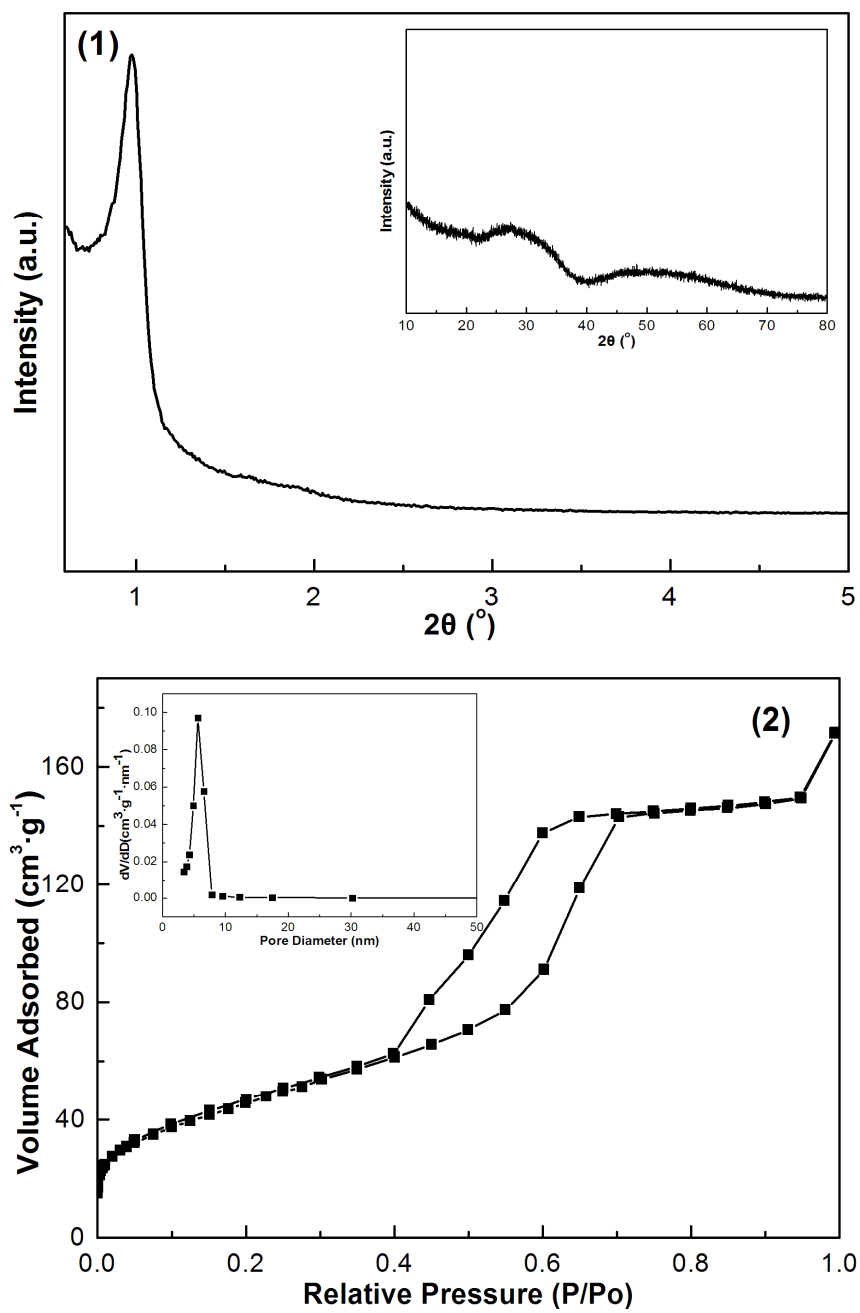 (1)
Intensity (a.u.)
Intensity (a.u.)
10 20 30 40 50 60 70 80
2θ (°)
1 2 3 4 5
2θ (°)
(2)
Volume Adsorbed (cm³·g⁻¹)
160
120
80
40
0
dV/dD(cm³·g⁻¹·nm⁻¹)
0.10
0.08
0.06
0.04
0.02
0.00
0 10 20 30 40 50
Pore Diameter (nm)
0.0 0.2 0.4 0.6 0.8 1.0
Relative Pressure (P/Po)